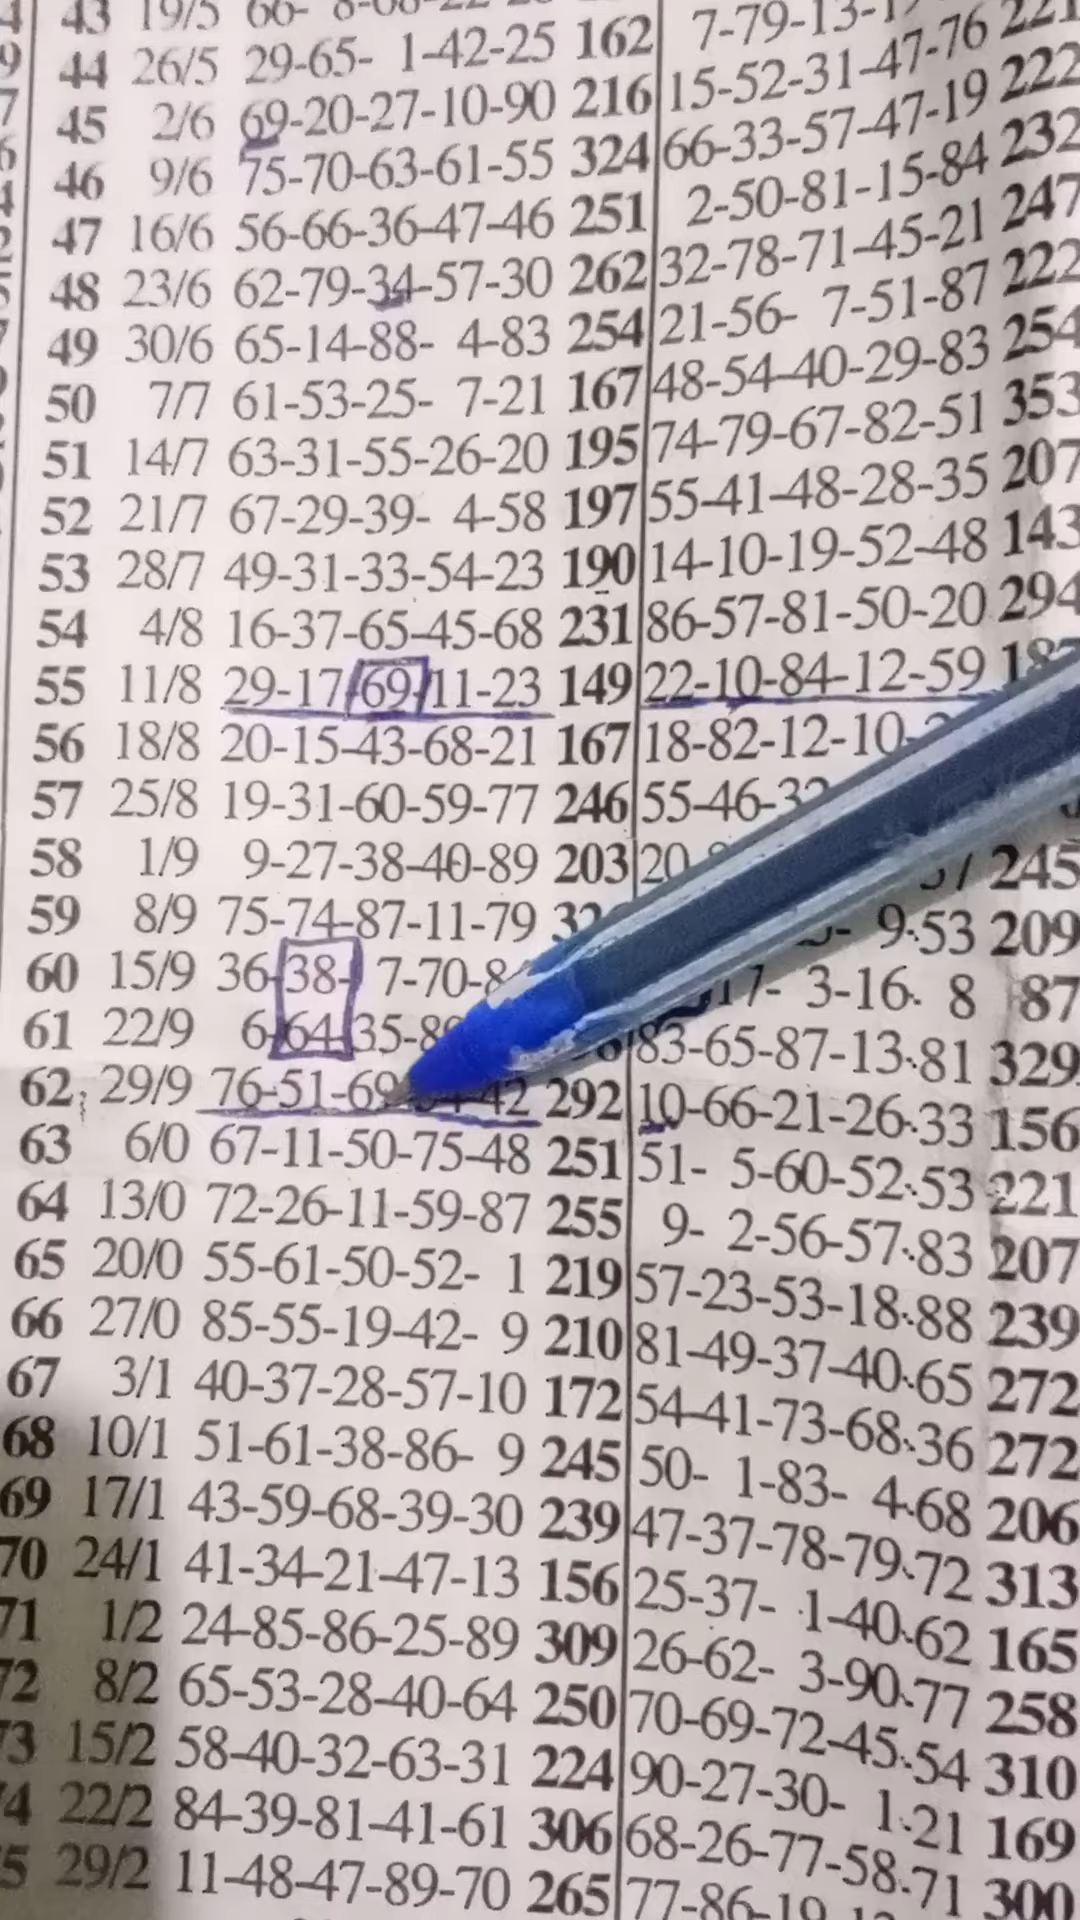 43 19/5 66- 8-68-22
44 26/5 29-65- 1-42-25 162 7-79-13- 221
45 2/6 69-20-27-10-90 216 15-52-31-47-76 222
46 9/6 75-70-63-61-55 324 66-33-57-47-19 232
47 16/6 56-66-36-47-46 251 2-50-81-15-84 247
48 23/6 62-79-34-57-30 262 32-78-71-45-21 222
49 30/6 65-14-88- 4-83 254 21-56- 7-51-87 254
50 7/7 61-53-25- 7-21 167 48-54-40-29-83 353
51 14/7 63-31-55-26-20 195 74-79-67-82-51 207
52 21/7 67-29-39- 4-58 197 55-41-48-28-35 143
53 28/7 49-31-33-54-23 190 14-10-19-52-48 294
54 4/8 16-37-65-45-68 231 86-57-81-50-20
55 11/8 29-17-69-11-23 149 22-10-84-12-59
56 18/8 20-15-43-68-21 167 18-82-12-10-
57 25/8 19-31-60-59-77 246 55-46-32
58 1/9 9-27-38-40-89 203 20 245
59 8/9 75-74-87-11-79 9-53 209
60 15/9 36-38- 7-70- 17- 3-16- 8 87
61 22/9 6-64-35- 83-65-87-13-81 329
62 29/9 76-51-69 42 292 10-66-21-26-33 156
63 6/0 67-11-50-75-48 251 51- 5-60-52-53 221
64 13/0 72-26-11-59-87 255 9- 2-56-57-83 207
65 20/0 55-61-50-52- 1 219 57-23-53-18-88 239
66 27/0 85-55-19-42- 9 210 81-49-37-40-65 272
67 3/1 40-37-28-57-10 172 54-41-73-68-36 272
68 10/1 51-61-38-86- 9 245 50- 1-83- 4-68 206
69 17/1 43-59-68-39-30 239 47-37-78-79-72 313
70 24/1 41-34-21-47-13 156 25-37- 1-40-62 165
71 1/2 24-85-86-25-89 309 26-62- 3-90-77 258
72 8/2 65-53-28-40-64 250 70-69-72-45-54 310
73 15/2 58-40-32-63-31 224 90-27-30- 1-21 169
74 22/2 84-39-81-41-61 306 68-26-77-58-71 300
75 29/2 11-48-47-89-70 265 77-86-19